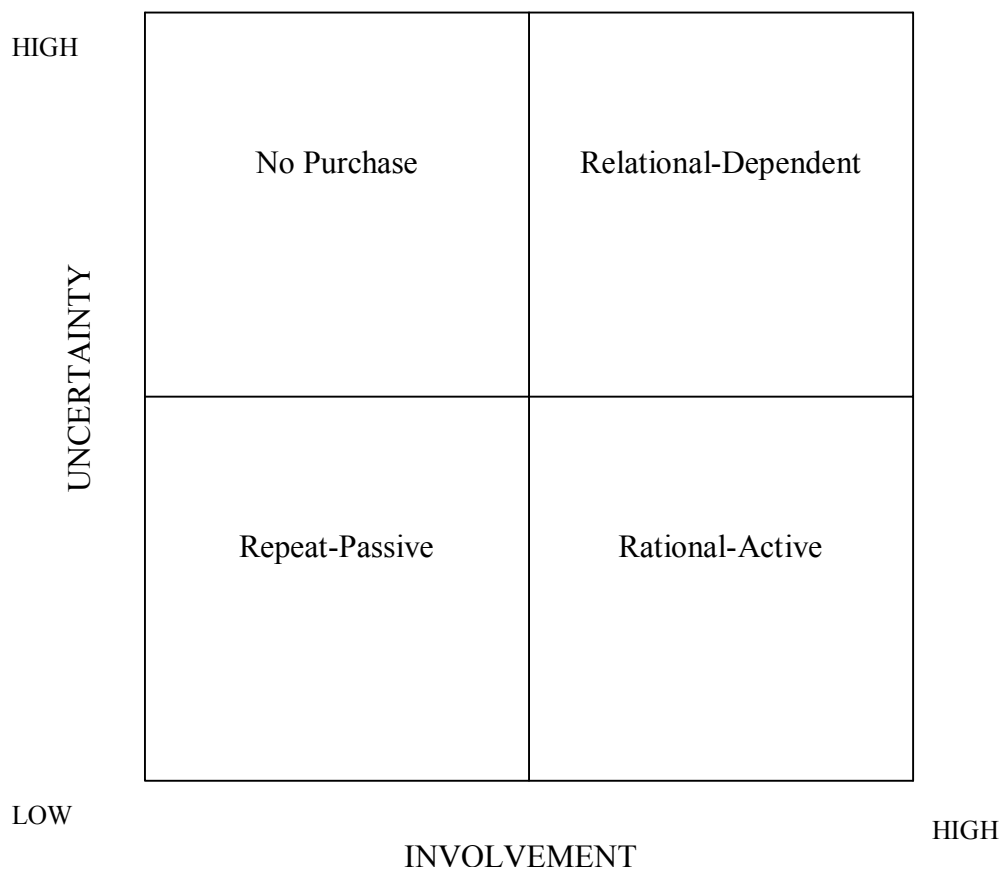 HIGH
No Purchase
Relational-Dependent
UNCERTAINTY
Repeat-Passive
Rational-Active
LOW
HIGH
INVOLVEMENT